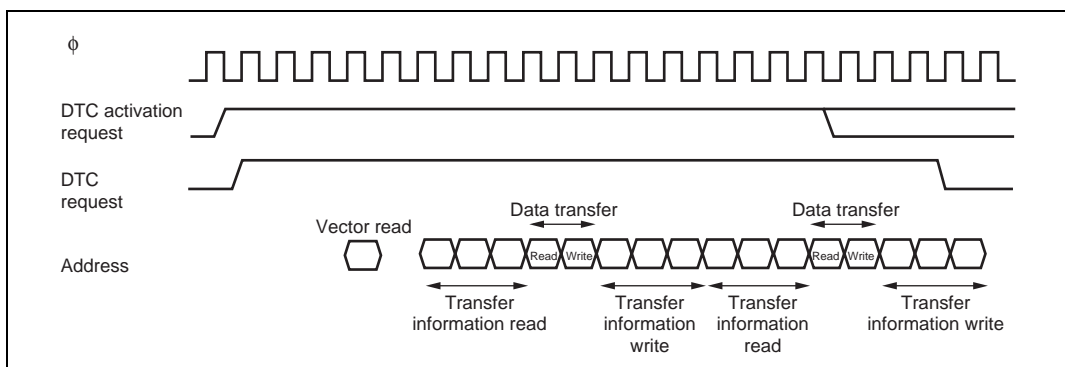 ϕ
DTC activation
request
DTC
request
Data transfer
Data transfer
Vector read
Address
Read Write
Read Write
Transfer
information read
Transfer
information
write
Transfer
information
read
Transfer
information write